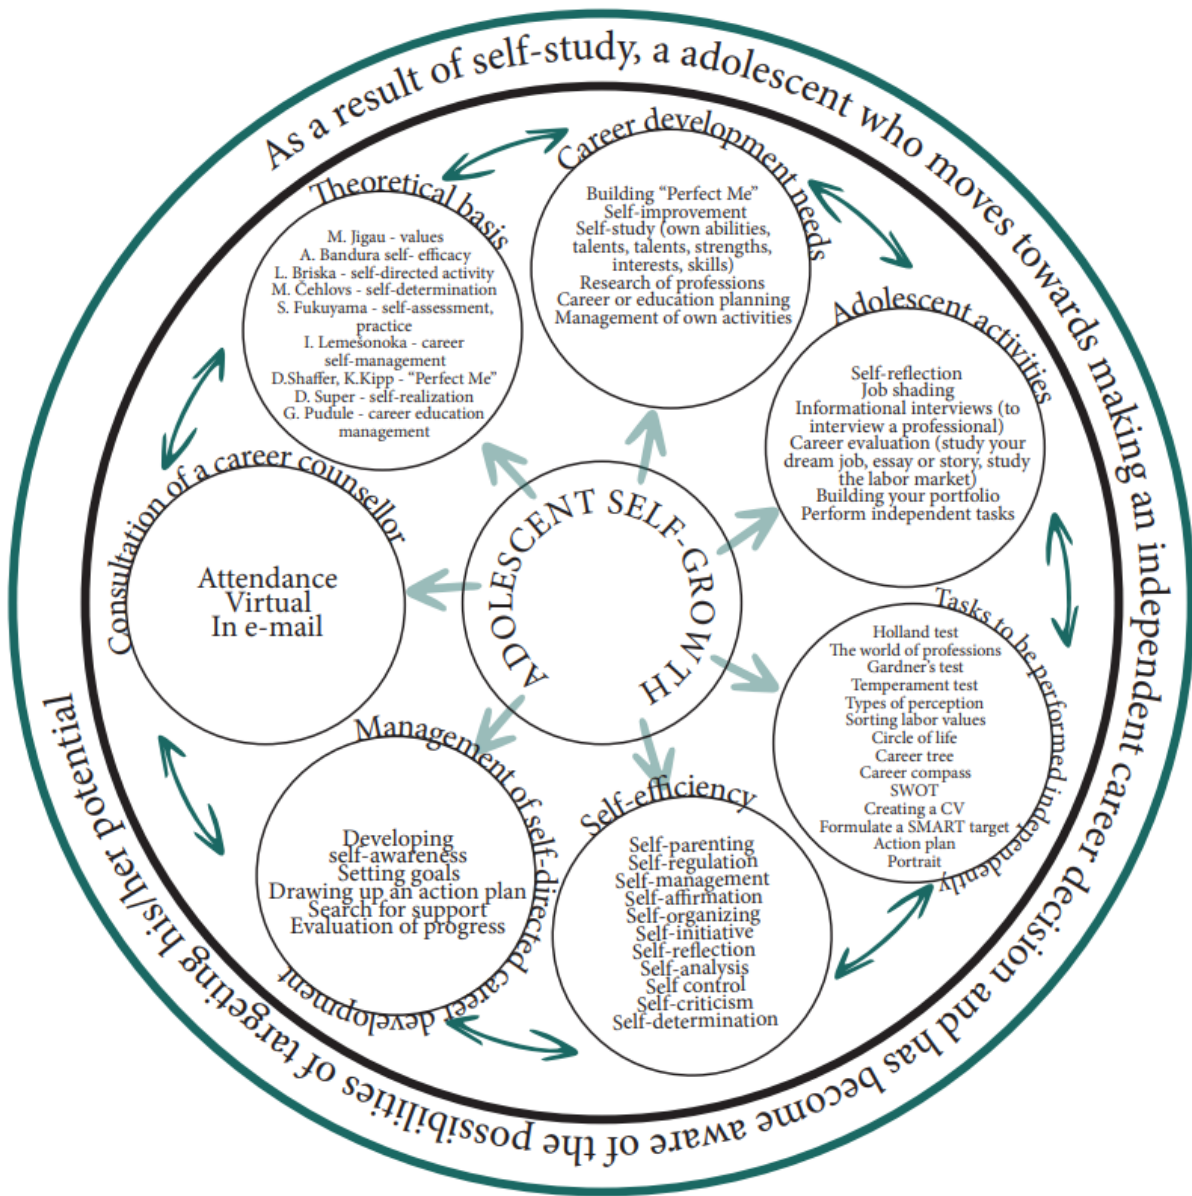 As a result of self-study, a adolescent who moves towards making an independent career decision and has become aware of the possibilities of targeting his/her potential
Career development needs
Building “Perfect Me”
Self-improvement
Self-study (own abilities,
talents, talents, strengths,
interests, skills)
Research of professions
Career or education planning
Management of own activities
Adolescent activities
Self-reflection
Job shading
Informational interviews (to
interview a professional)
Career evaluation (study your
dream job, essay or story, study
the labor market)
Building your portfolio
Perform independent tasks
Tasks to be performed independently
Holland test
The world of professions
Gardner's test
Temperament test
Types of perception
Sorting labor values
Circle of life
Career tree
Career compass
SWOT
Creating a CV
Formulate a SMART target
Action plan
Portrait
Self-efficiency
Self-parenting
Self-regulation
Self-management
Self-affirmation
Self-organizing
Self-initiative
Self-reflection
Self-analysis
Self control
Self-criticism
Self-determination
Management of self-directed career development
Developing
self-awareness
Setting goals
Drawing up an action plan
Search for support
Evaluation of progress
Consultation of a career counsellor
Attendance
Virtual
In e-mail
Theoretical basis
M. Jigau - values
A. Bandura self- efficacy
L. Briska - self-directed activity
M. Čehlovs - self-determination
S. Fukuyama - self-assessment,
practice
I. Lemešonoka - career
self-management
D.Shaffer, K.Kipp - “Perfect Me”
D. Super - self-realization
G. Pudule - career education
management
ADOLESCENT SELF-GROWTH